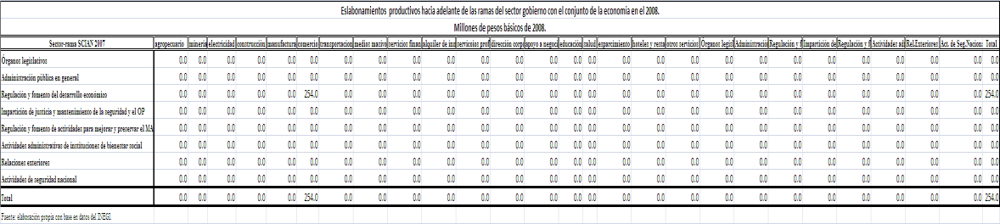 Eslabonamientos productivos hacia adelante de las ramas del sector gobierno con el conjunto de la economía en el 2008.
Millones de pesos básicos de 2008.
Sector-rama SCIAN 2007 agropecuario mineria electricidad construcción manufactura comercio transportacion medios masivo servicios finan alquiler de inm servicios prof dirección corp apoyo a negoci educación salud esparcimiento hoteles y resta otros servicios Órganos legisl Administracio Regulación y f Impartición de Regulación y f Actividades ad Rel.Exteriores Act. de Seg.Nacion Total
Órganos legislativos 0.0 0.0 0.0 0.0 0.0 0.0 0.0 0.0 0.0 0.0 0.0 0.0 0.0 0.0 0.0 0.0 0.0 0.0 0.0 0.0 0.0 0.0 0.0 0.0 0.0 0.0 0.0
Administración pública en general 0.0 0.0 0.0 0.0 0.0 0.0 0.0 0.0 0.0 0.0 0.0 0.0 0.0 0.0 0.0 0.0 0.0 0.0 0.0 0.0 0.0 0.0 0.0 0.0 0.0 0.0 0.0
Regulación y fomento del desarrollo económico 0.0 0.0 0.0 0.0 0.0 254.0 0.0 0.0 0.0 0.0 0.0 0.0 0.0 0.0 0.0 0.0 0.0 0.0 0.0 0.0 0.0 0.0 0.0 0.0 0.0 0.0 254.0
Impartición de justicia y mantenimiento de la seguridad y el OP 0.0 0.0 0.0 0.0 0.0 0.0 0.0 0.0 0.0 0.0 0.0 0.0 0.0 0.0 0.0 0.0 0.0 0.0 0.0 0.0 0.0 0.0 0.0 0.0 0.0 0.0 0.0
Regulación y fomento de actividades para mejorar y preservar el MA 0.0 0.0 0.0 0.0 0.0 0.0 0.0 0.0 0.0 0.0 0.0 0.0 0.0 0.0 0.0 0.0 0.0 0.0 0.0 0.0 0.0 0.0 0.0 0.0 0.0 0.0 0.0
Actividades administrativas de instituciones de bienestar social 0.0 0.0 0.0 0.0 0.0 0.0 0.0 0.0 0.0 0.0 0.0 0.0 0.0 0.0 0.0 0.0 0.0 0.0 0.0 0.0 0.0 0.0 0.0 0.0 0.0 0.0 0.0
Relaciones exteriores 0.0 0.0 0.0 0.0 0.0 0.0 0.0 0.0 0.0 0.0 0.0 0.0 0.0 0.0 0.0 0.0 0.0 0.0 0.0 0.0 0.0 0.0 0.0 0.0 0.0 0.0 0.0
Actividades de seguridad nacional 0.0 0.0 0.0 0.0 0.0 0.0 0.0 0.0 0.0 0.0 0.0 0.0 0.0 0.0 0.0 0.0 0.0 0.0 0.0 0.0 0.0 0.0 0.0 0.0 0.0 0.0 0.0
Total 0.0 0.0 0.0 0.0 0.0 254.0 0.0 0.0 0.0 0.0 0.0 0.0 0.0 0.0 0.0 0.0 0.0 0.0 0.0 0.0 0.0 0.0 0.0 0.0 0.0 0.0 254.0
Fuente: elaboración propia con base en datos del INEGI.